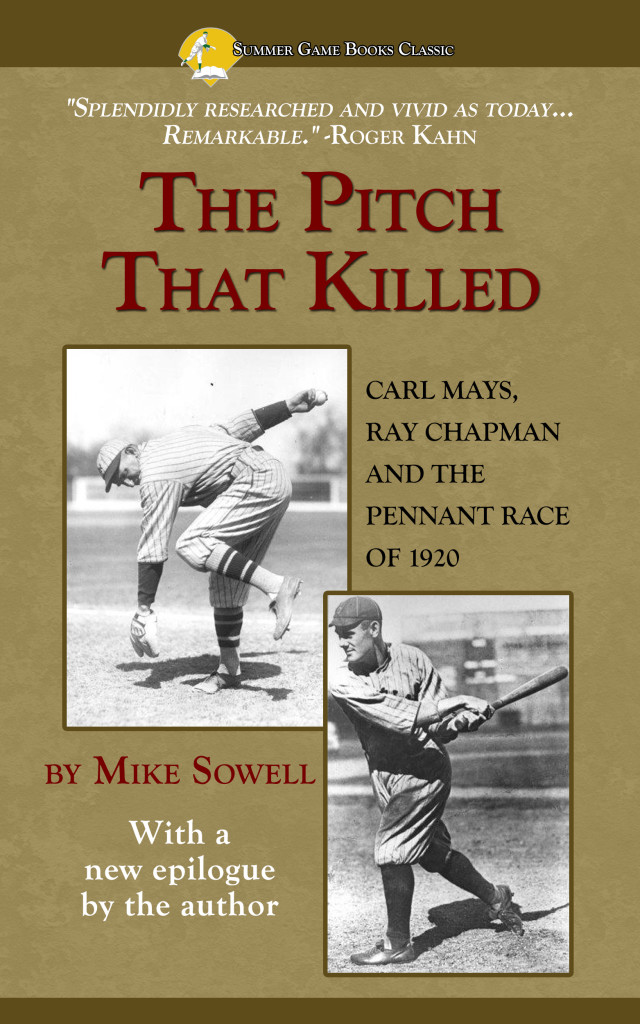 Summer Game Books Classic
"Splendidly researched and vivid as today...
Remarkable." -Roger Kahn
The Pitch
That Killed
CARL MAYS,
RAY CHAPMAN
AND THE
PENNANT RACE
OF 1920
by Mike Sowell
With a
new epilogue
by the author